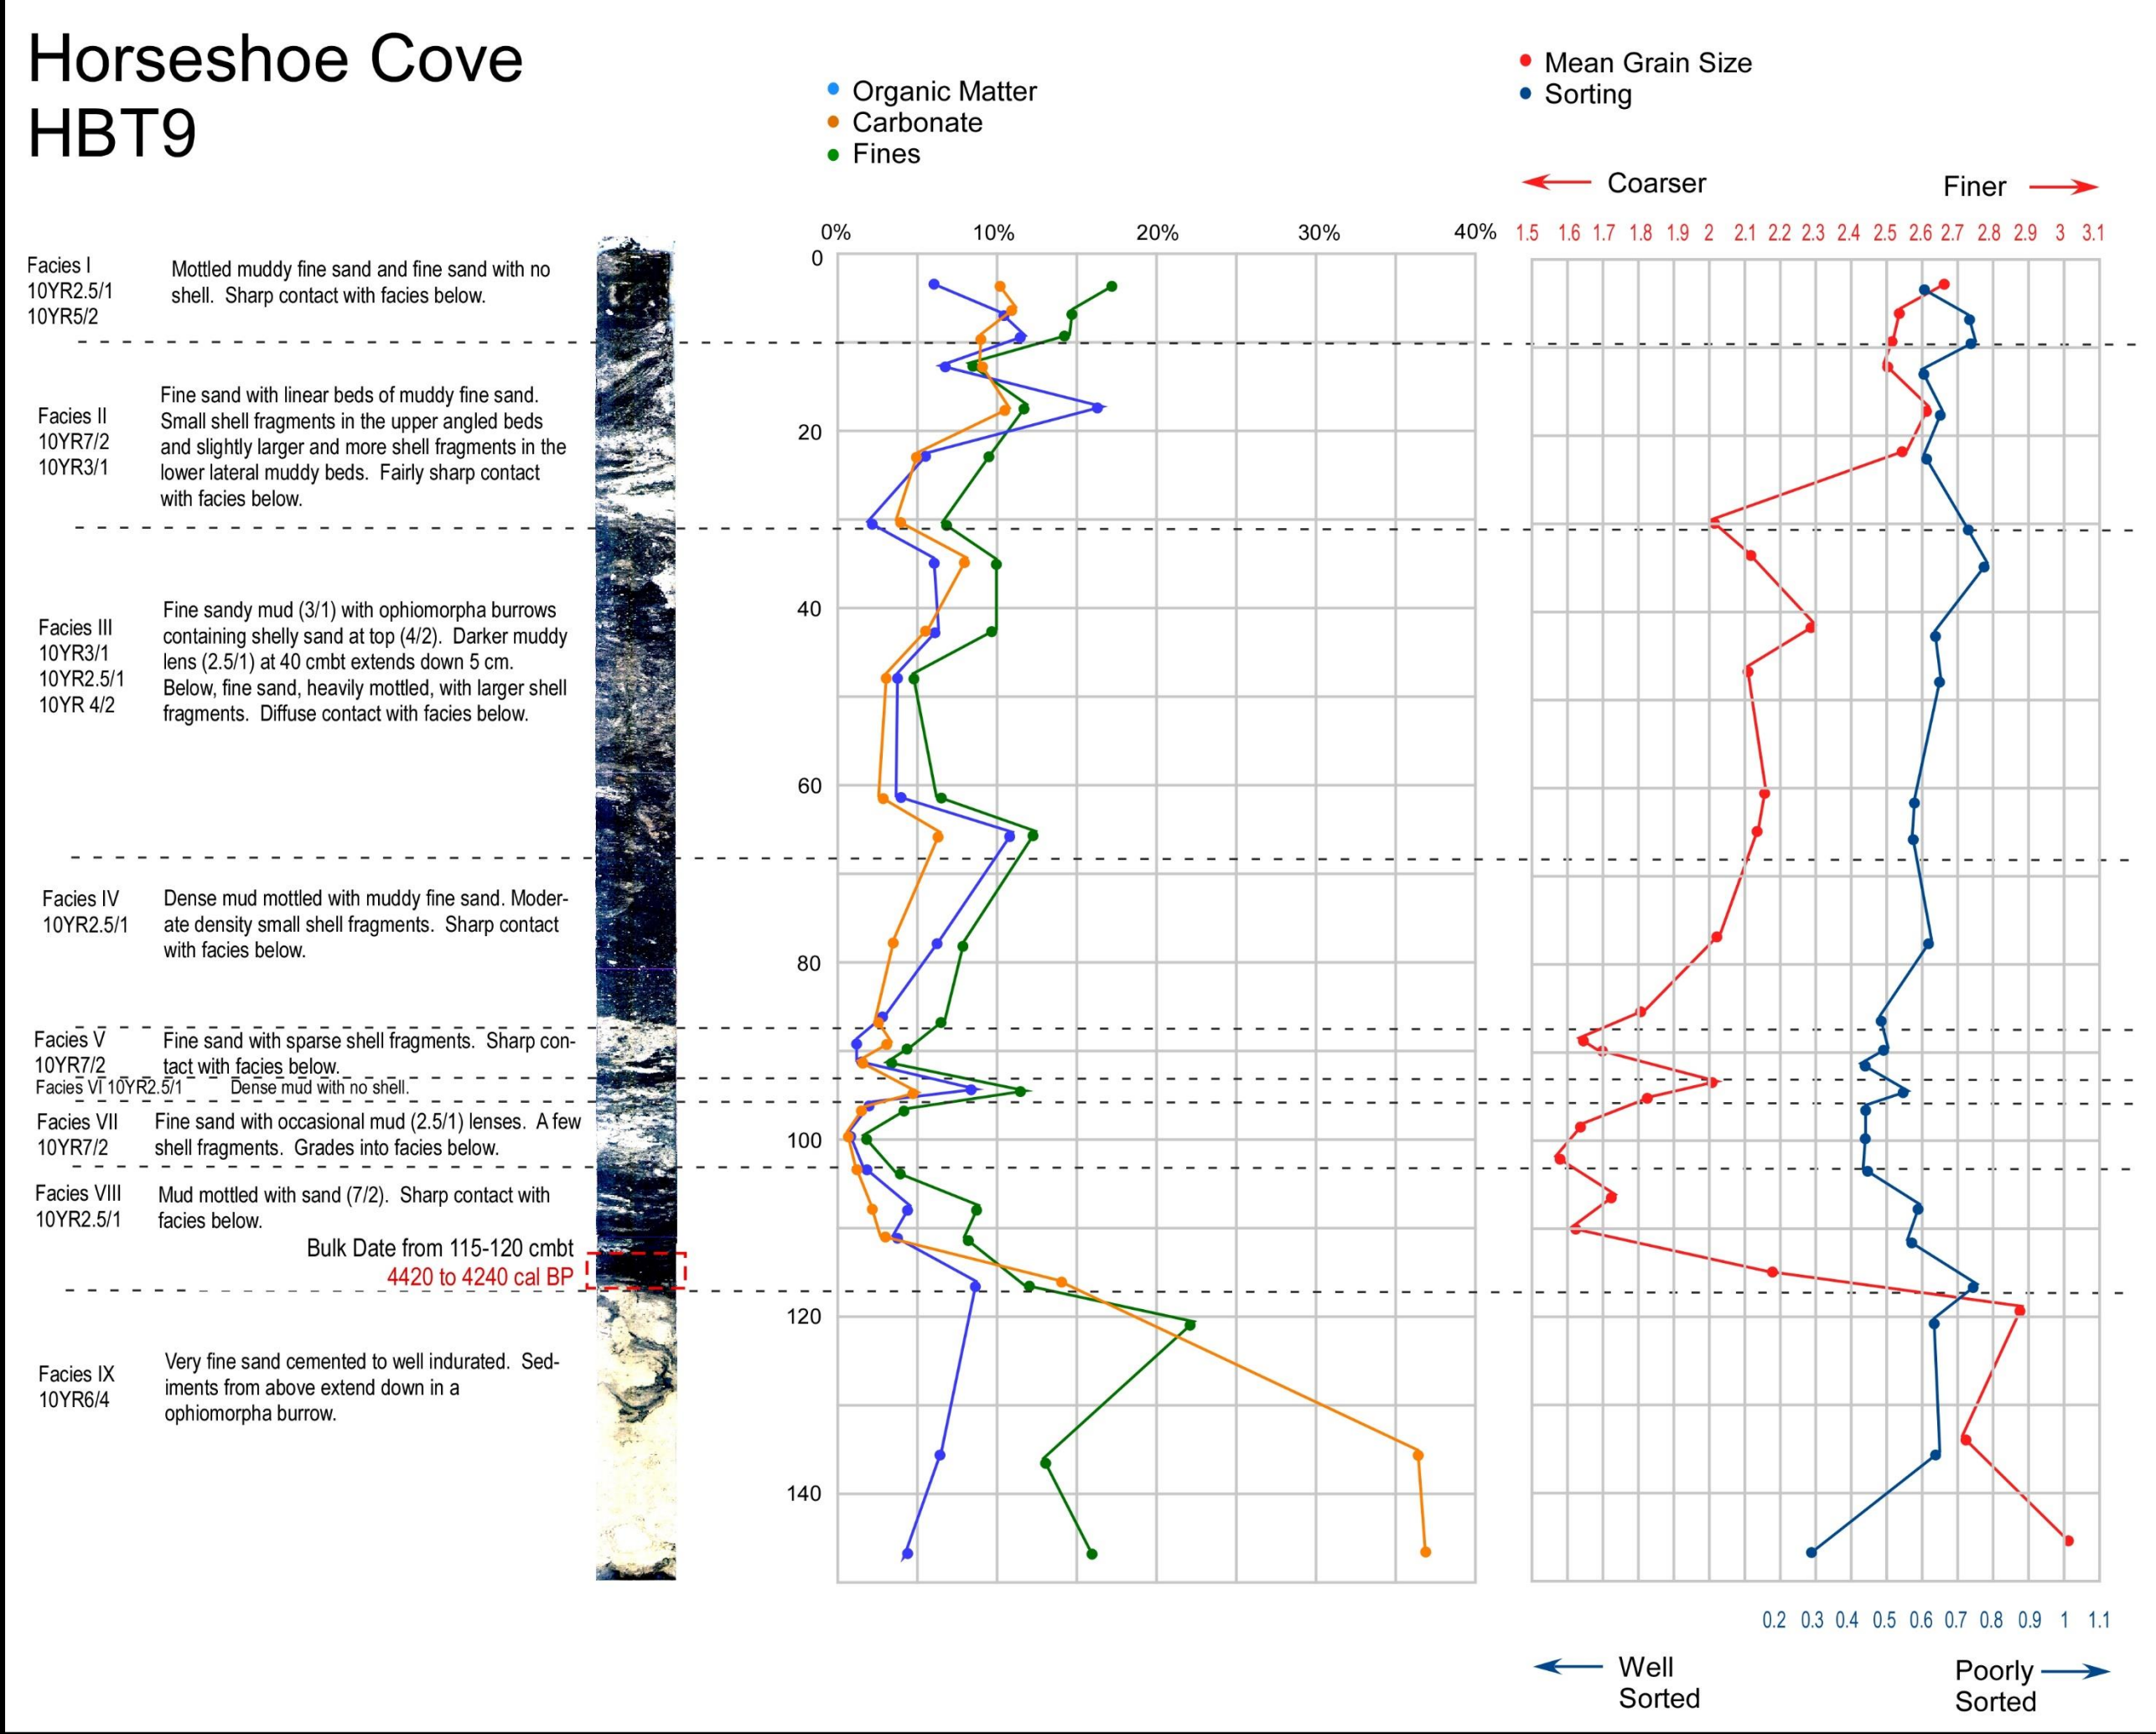 Horseshoe Cove
HBT9
Organic Matter
Carbonate
Fines
Mean Grain Size
Sorting
Coarser
Finer
0% 10% 20% 30% 40%
1.5 1.6 1.7 1.8 1.9 2 2.1 2.2 2.3 2.4 2.5 2.6 2.7 2.8 2.9 3 3.1
0
20
40
60
80
100
120
140
Facies I
10YR2.5/1
10YR5/2
Mottled muddy fine sand and fine sand with no
shell. Sharp contact with facies below.
Facies II
10YR7/2
10YR3/1
Fine sand with linear beds of muddy fine sand.
Small shell fragments in the upper angled beds
and slightly larger and more shell fragments in the
lower lateral muddy beds. Fairly sharp contact
with facies below.
Facies III
10YR3/1
10YR2.5/1
10YR 4/2
Fine sandy mud (3/1) with ophiomorpha burrows
containing shelly sand at top (4/2). Darker muddy
lens (2.5/1) at 40 cmbt extends down 5 cm.
Below, fine sand, heavily mottled, with larger shell
fragments. Diffuse contact with facies below.
Facies IV
10YR2.5/1
Dense mud mottled with muddy fine sand. Moder-
ate density small shell fragments. Sharp contact
with facies below.
Facies V
10YR7/2
Fine sand with sparse shell fragments. Sharp con-
tact with facies below.
Facies VI 10YR2.5/1 Dense mud with no shell.
Facies VII
10YR7/2
Fine sand with occasional mud (2.5/1) lenses. A few
shell fragments. Grades into facies below.
Facies VIII
10YR2.5/1
Mud mottled with sand (7/2). Sharp contact with
facies below.
Bulk Date from 115-120 cmbt
4420 to 4240 cal BP
Facies IX
10YR6/4
Very fine sand cemented to well indurated. Sed-
iments from above extend down in a
ophiomorpha burrow.
0.2 0.3 0.4 0.5 0.6 0.7 0.8 0.9 1 1.1
Well
Sorted
Poorly
Sorted